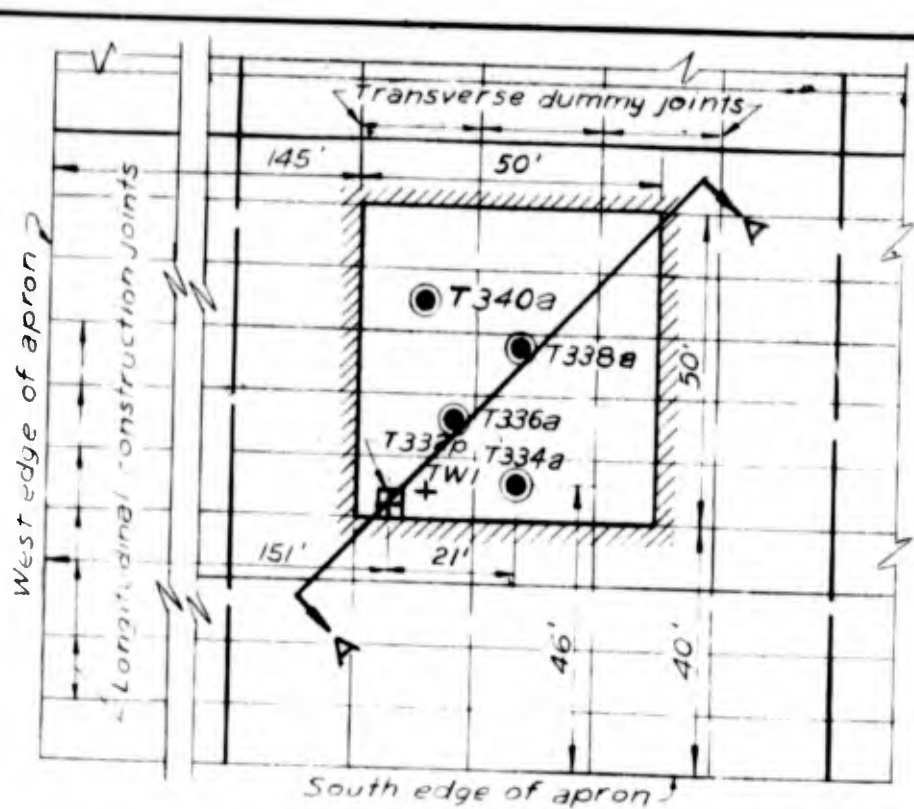 Transverse dummy joints
145'
50'
West edge of apron
Longitudinal construction joints
A
T340a
T338a
50'
T336a
T334a
TW1
151'
21'
A
46'
40'
South edge of apron